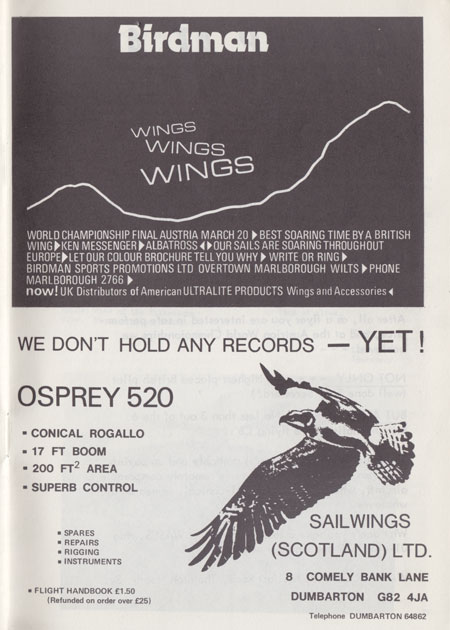 Birdman
WINGS
WINGS
WINGS
WORLD CHAMPIONSHIP FINAL AUSTRIA MARCH 20 ▶ BEST SOARING TIME BY A BRITISH
WING ▶ KEN MESSENGER ▶ ALBATROSS ◀▶ OUR SAILS ARE SOARING THROUGHOUT
EUROPE ▶ LET OUR COLOUR BROCHURE TELL YOU WHY ▶ WRITE OR RING ▶
BIRDMAN SPORTS PROMOTIONS LTD OVERTOWN MARLBOROUGH WILTS ▶ PHONE
MARLBOROUGH 2766 ▶
now! UK Distributors of American ULTRALITE PRODUCTS Wings and Accessories ◀
WE DON'T HOLD ANY RECORDS — YET!
OSPREY 520
▪ CONICAL ROGALLO
▪ 17 FT BOOM
▪ 200 FT² AREA
▪ SUPERB CONTROL
▪ SPARES
▪ REPAIRS
▪ RIGGING
▪ INSTRUMENTS
▪ FLIGHT HANDBOOK £1.50
(Refunded on order over £25)
SAILWINGS
(SCOTLAND) LTD.
8 COMELY BANK LANE
DUMBARTON G82 4JA
Telephone DUMBARTON 64862